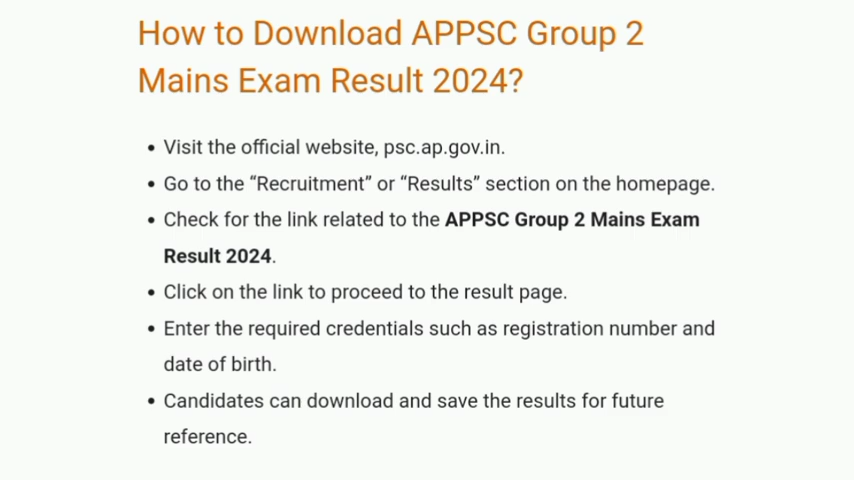 How to Download APPSC Group 2
Mains Exam Result 2024?
• Visit the official website, psc.ap.gov.in.
• Go to the “Recruitment” or “Results” section on the homepage.
• Check for the link related to the APPSC Group 2 Mains Exam
Result 2024.
• Click on the link to proceed to the result page.
• Enter the required credentials such as registration number and
date of birth.
• Candidates can download and save the results for future
reference.